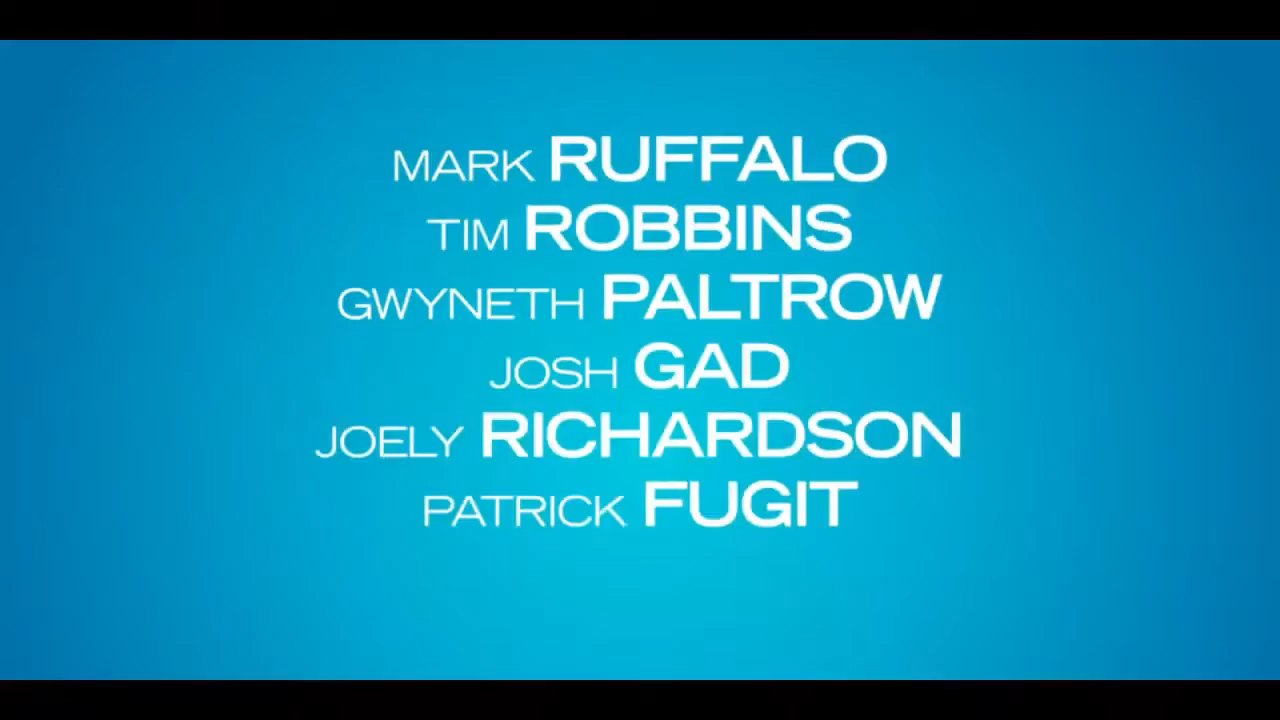 MARK RUFFALO
TIM ROBBINS
GWYNETH PALTROW
JOSH GAD
JOELY RICHARDSON
PATRICK FUGIT